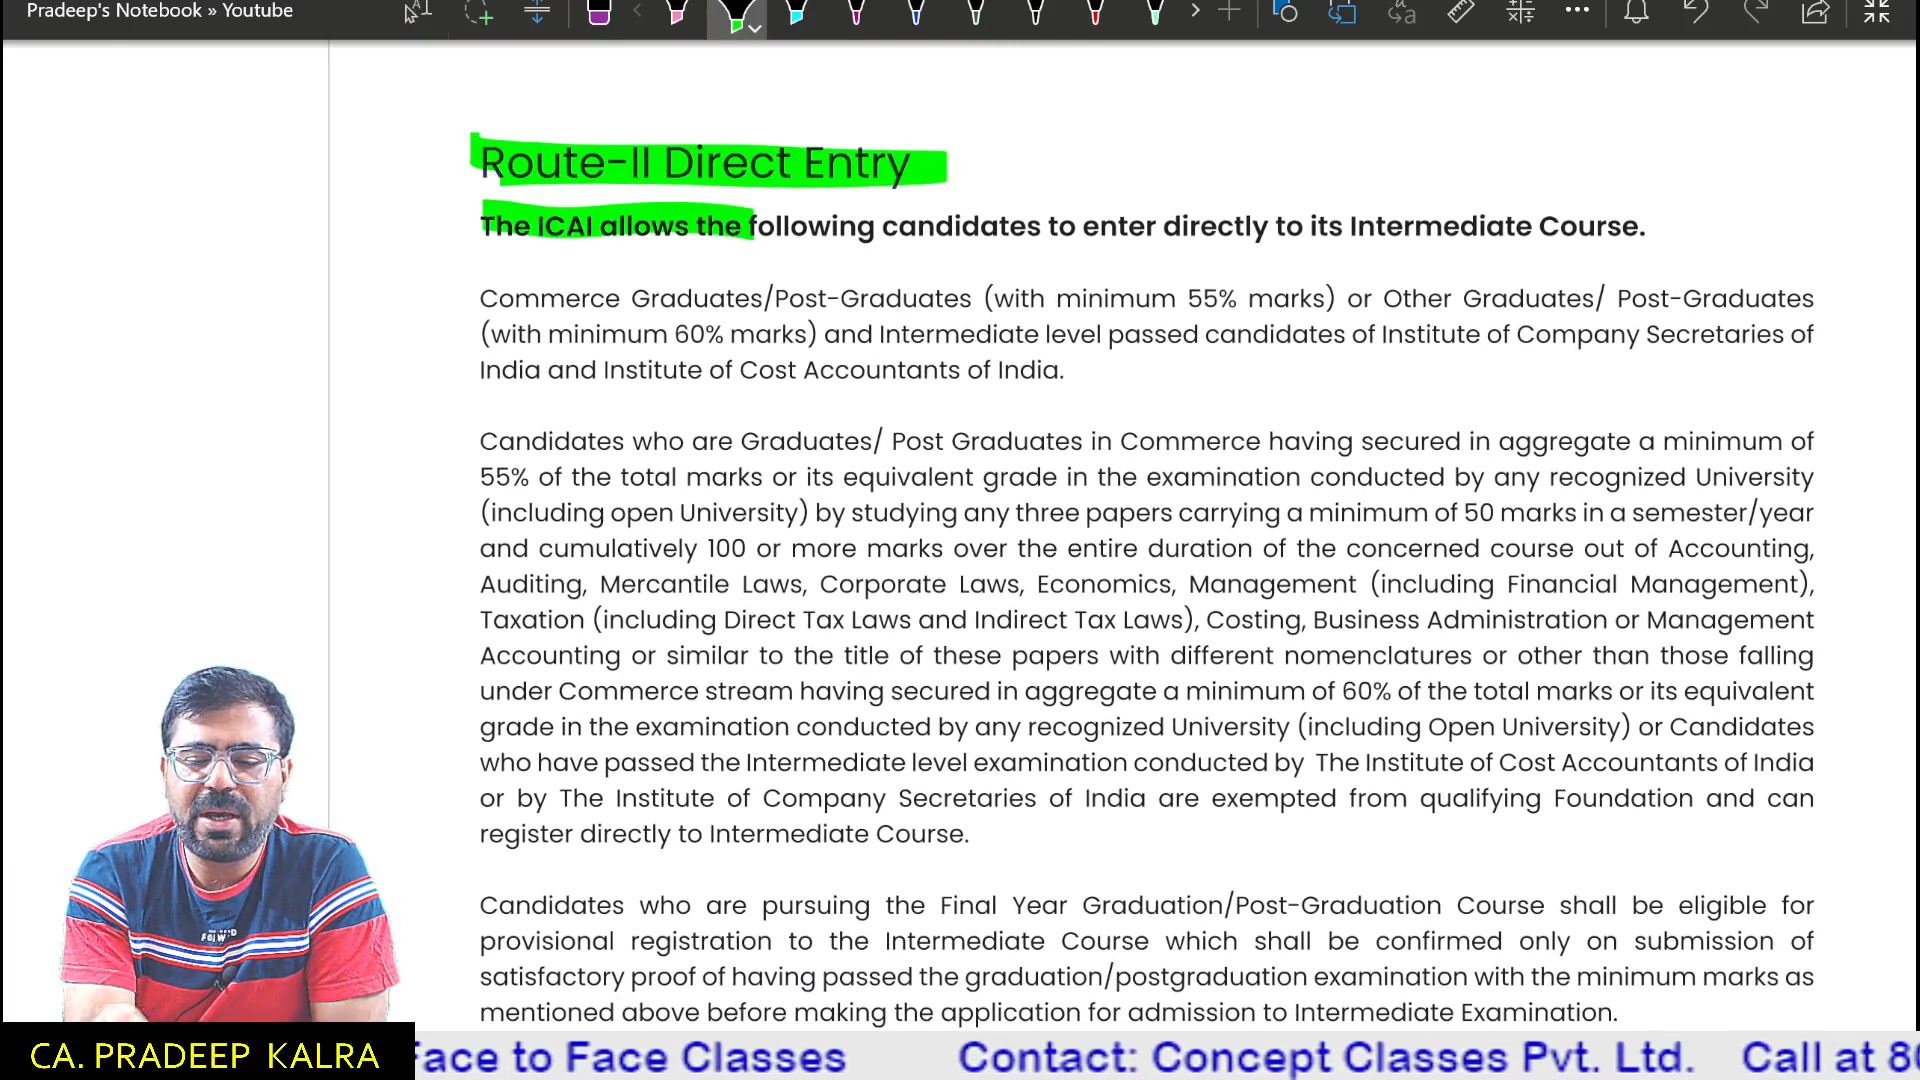 Pradeep's Notebook » Youtube
Route-II Direct Entry
The ICAI allows the following candidates to enter directly to its Intermediate Course.
Commerce Graduates/Post-Graduates (with minimum 55% marks) or Other Graduates/ Post-Graduates
(with minimum 60% marks) and Intermediate level passed candidates of Institute of Company Secretaries of
India and Institute of Cost Accountants of India.
Candidates who are Graduates/ Post Graduates in Commerce having secured in aggregate a minimum of
55% of the total marks or its equivalent grade in the examination conducted by any recognized University
(including open University) by studying any three papers carrying a minimum of 50 marks in a semester/year
and cumulatively 100 or more marks over the entire duration of the concerned course out of Accounting,
Auditing, Mercantile Laws, Corporate Laws, Economics, Management (including Financial Management),
Taxation (including Direct Tax Laws and Indirect Tax Laws), Costing, Business Administration or Management
Accounting or similar to the title of these papers with different nomenclatures or other than those falling
under Commerce stream having secured in aggregate a minimum of 60% of the total marks or its equivalent
grade in the examination conducted by any recognized University (including Open University) or Candidates
who have passed the Intermediate level examination conducted by The Institute of Cost Accountants of India
or by The Institute of Company Secretaries of India are exempted from qualifying Foundation and can
register directly to Intermediate Course.
Candidates who are pursuing the Final Year Graduation/Post-Graduation Course shall be eligible for
provisional registration to the Intermediate Course which shall be confirmed only on submission of
satisfactory proof of having passed the graduation/postgraduation examination with the minimum marks as
mentioned above before making the application for admission to Intermediate Examination.
CA. PRADEEP KALRA
Face to Face Classes Contact: Concept Classes Pvt. Ltd. Call at 80